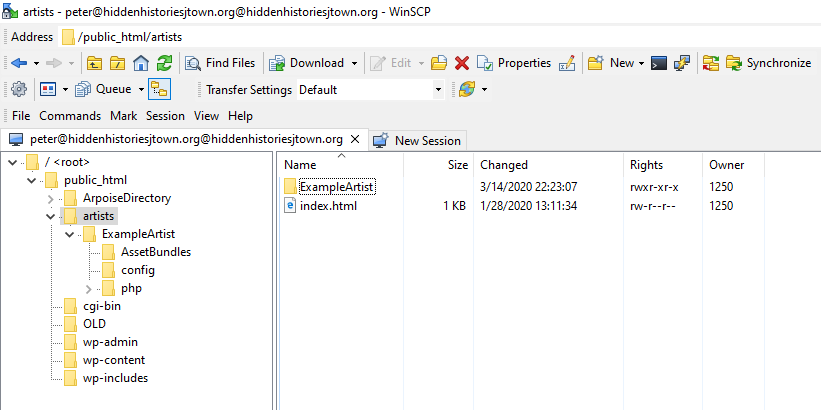 artists - peter@hiddenhistoriesjtown.org@hiddenhistoriesjtown.org - WinSCP
Address /public_html/artists
Find Files Download Edit Properties New Synchronize
Queue Transfer Settings Default
File Commands Mark Session View Help
peter@hiddenhistoriesjtown.org@hiddenhistoriesjtown.org × New Session
/ <root>
public_html
ArpoiseDirectory
artists
ExampleArtist
AssetBundles
config
php
cgi-bin
OLD
wp-admin
wp-content
wp-includes
Name Size Changed Rights Owner
ExampleArtist 3/14/2020 22:23:07 rwxr-xr-x 1250
index.html 1 KB 1/28/2020 13:11:34 rw-r--r-- 1250